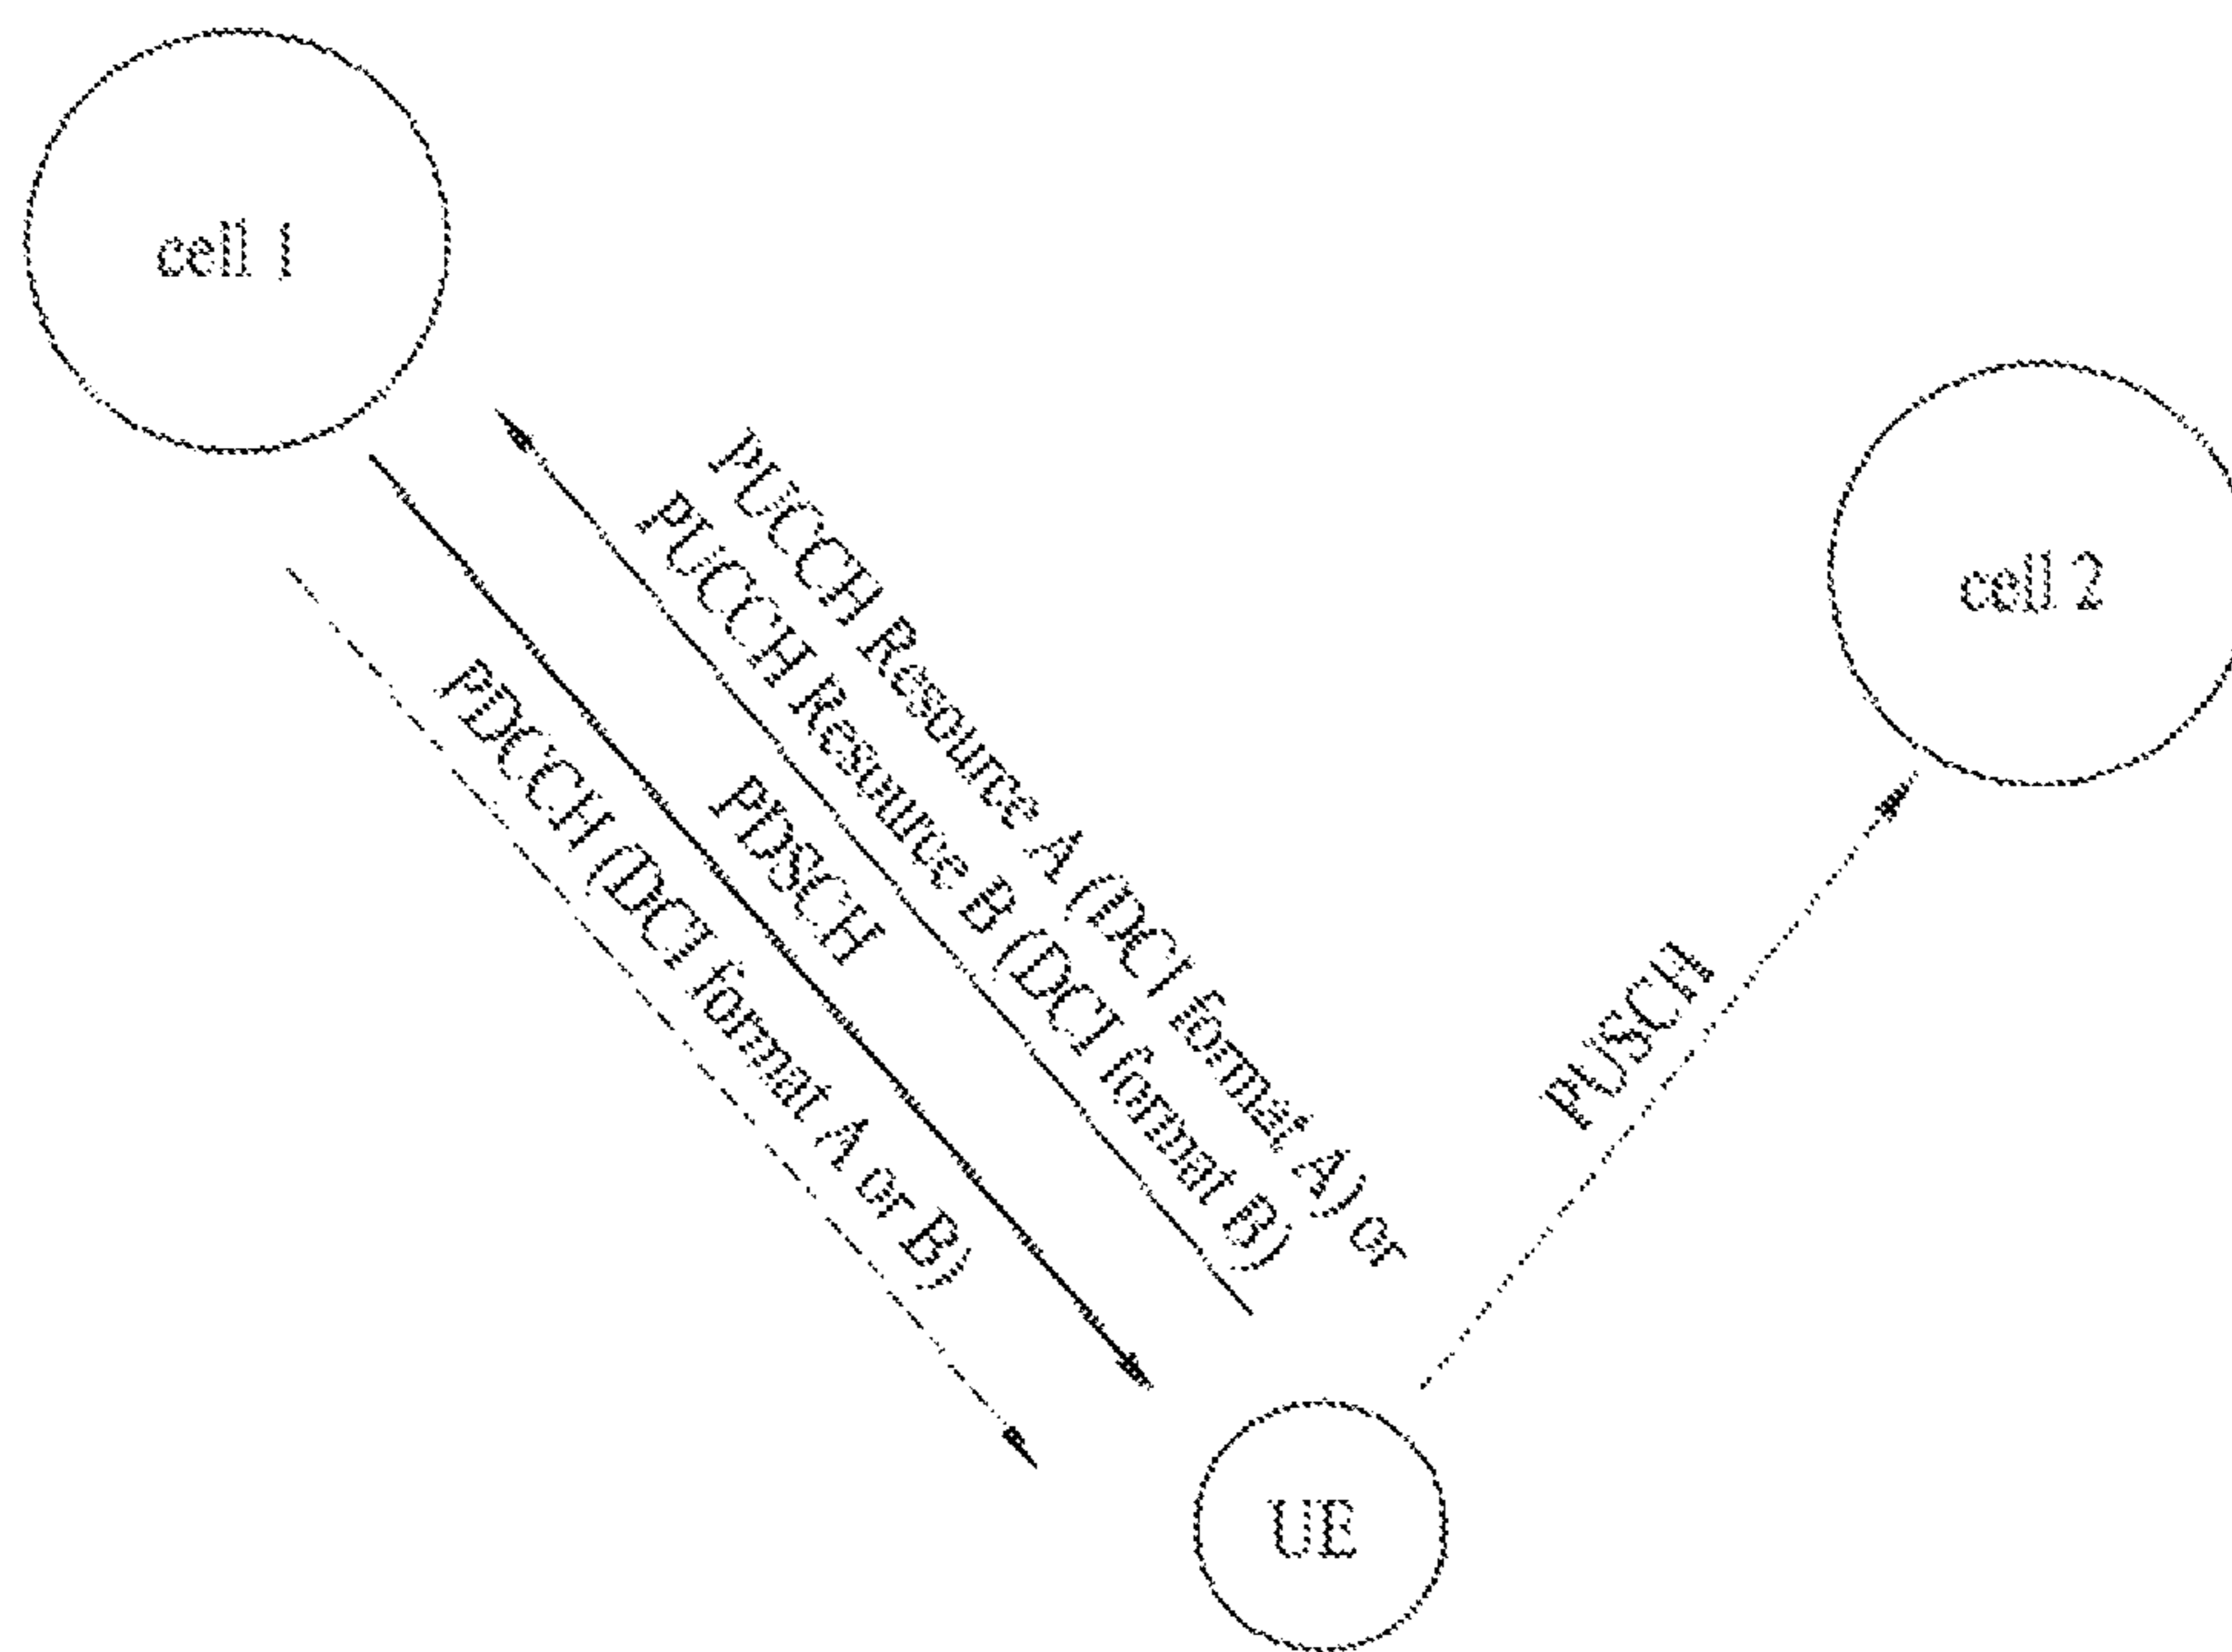 cell 1
cell 2
PUCCH Resource A (DCI format A) or
PUCCH Resource B (DCI format B)
PDSCH
PDCCH (DCI format A or B)
PUSCH
UE